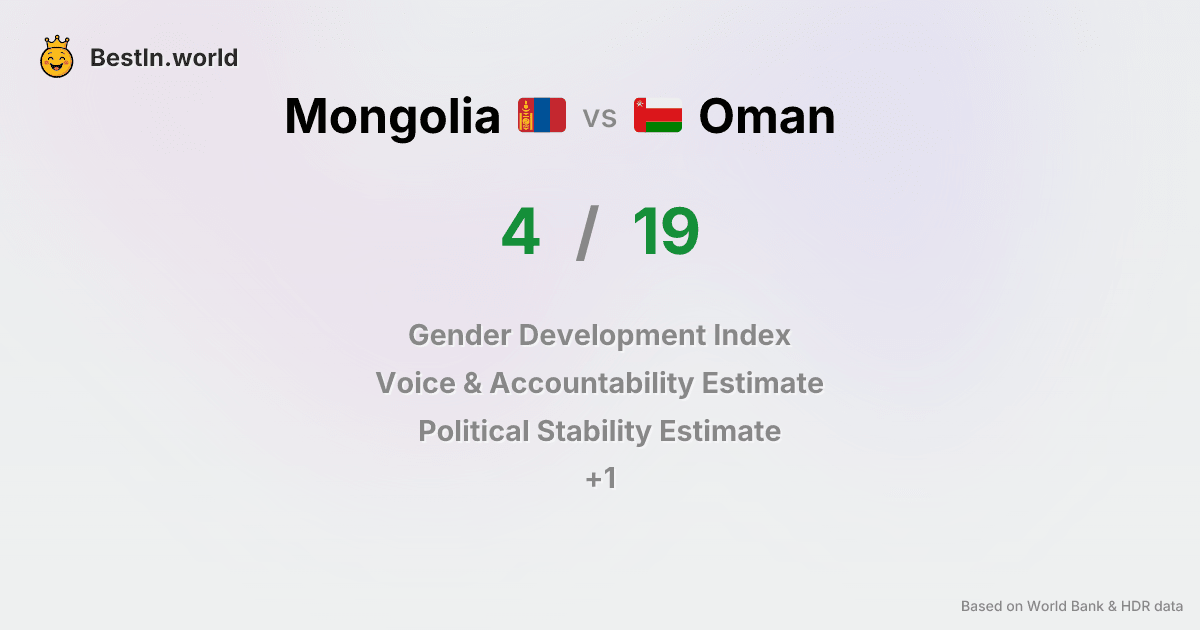 BestIn.world
Mongolia vs Oman
4 / 19
Gender Development Index
Voice & Accountability Estimate
Political Stability Estimate
+1
Based on World Bank & HDR data